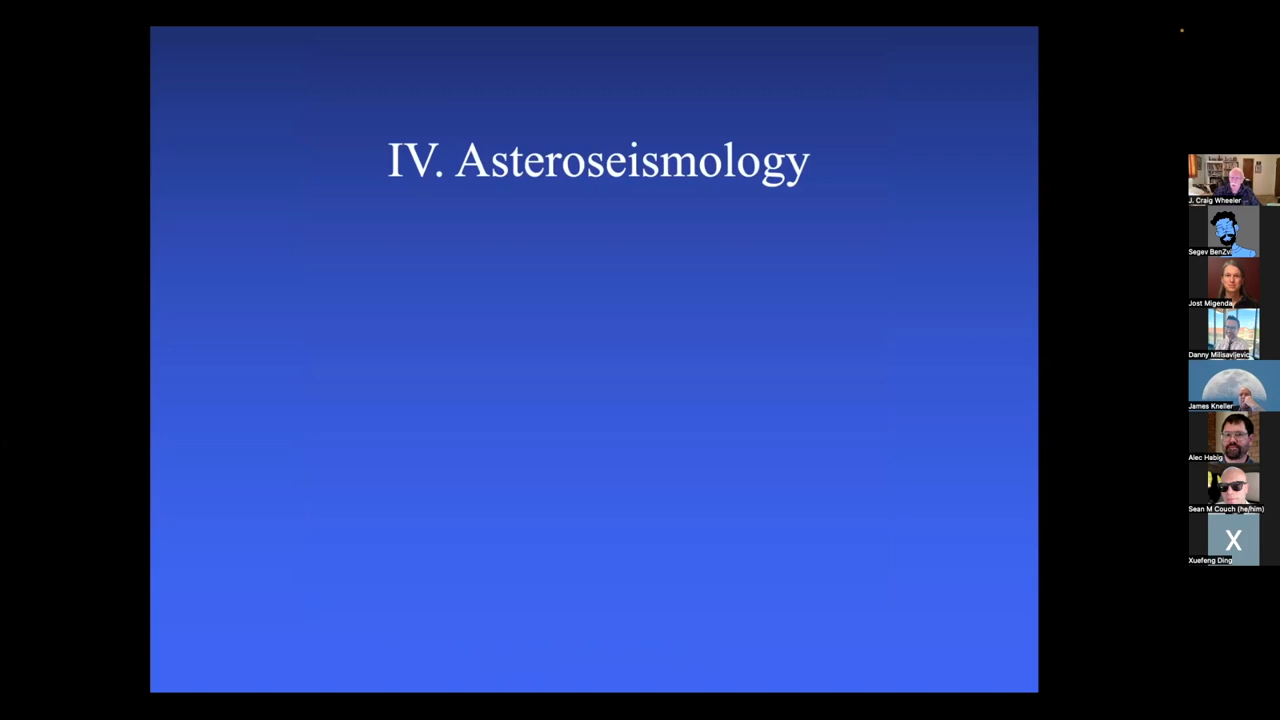 IV. Asteroseismology
J. Craig Wheeler
Segev BenZvi
Jost Migenda
Danny Milisavljevic
James Kneller
Alec Habig
Sean M Couch (he/him)
X
Xuefeng Ding